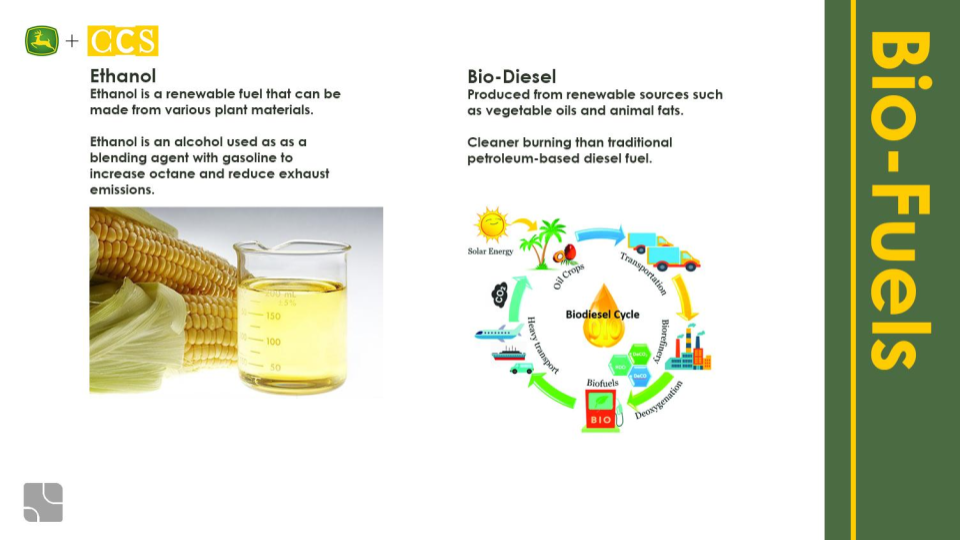 CCS
Ethanol
Ethanol is a renewable fuel that can be
made from various plant materials.
Ethanol is an alcohol used as as a
blending agent with gasoline to
increase octane and reduce exhaust
emissions.
150
100
50
Bio-Diesel
Produced from renewable sources such
as vegetable oils and animal fats.
Cleaner burning than traditional
petroleum-based diesel fuel.
Solar Energy
Oil Crops
Transportation
Biorefinery
Deoxygenation
Biofuels
BIO
Heavy transport
CO2
Biodiesel Cycle
OIL
Bio-Fuels